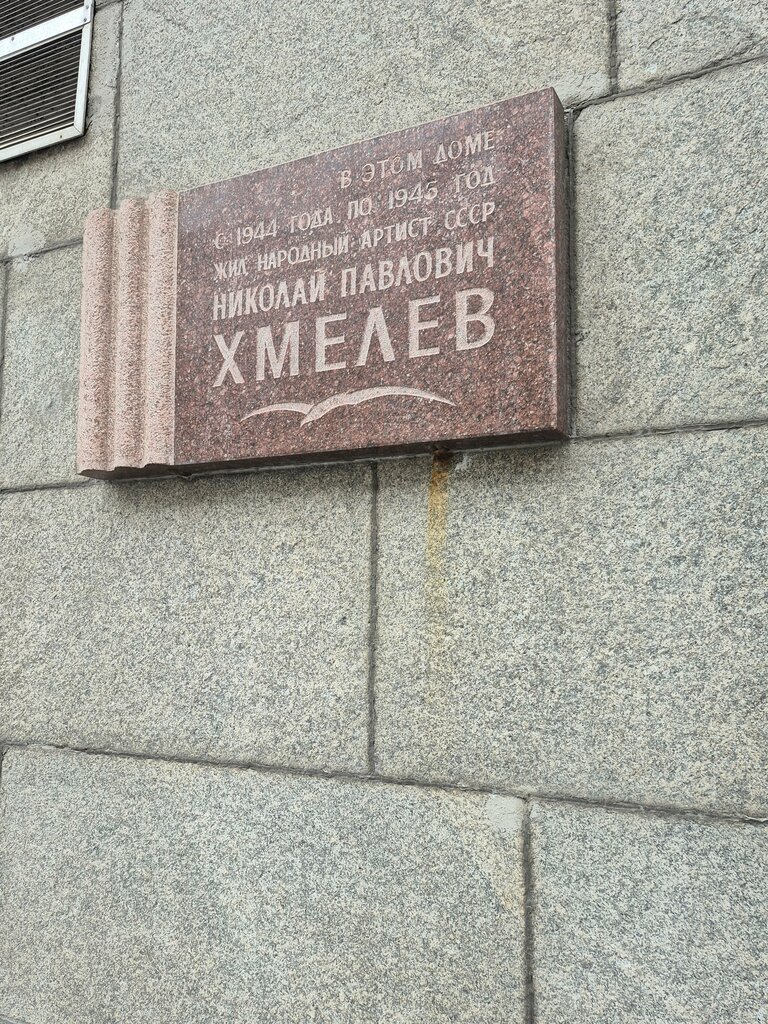 В ЭТОМ ДОМЕ
С 1944 ГОДА ПО 1945 ГОД
ЖИЛ НАРОДНЫЙ АРТИСТ СССР
НИКОЛАЙ ПАВЛОВИЧ
ХМЕЛЕВ